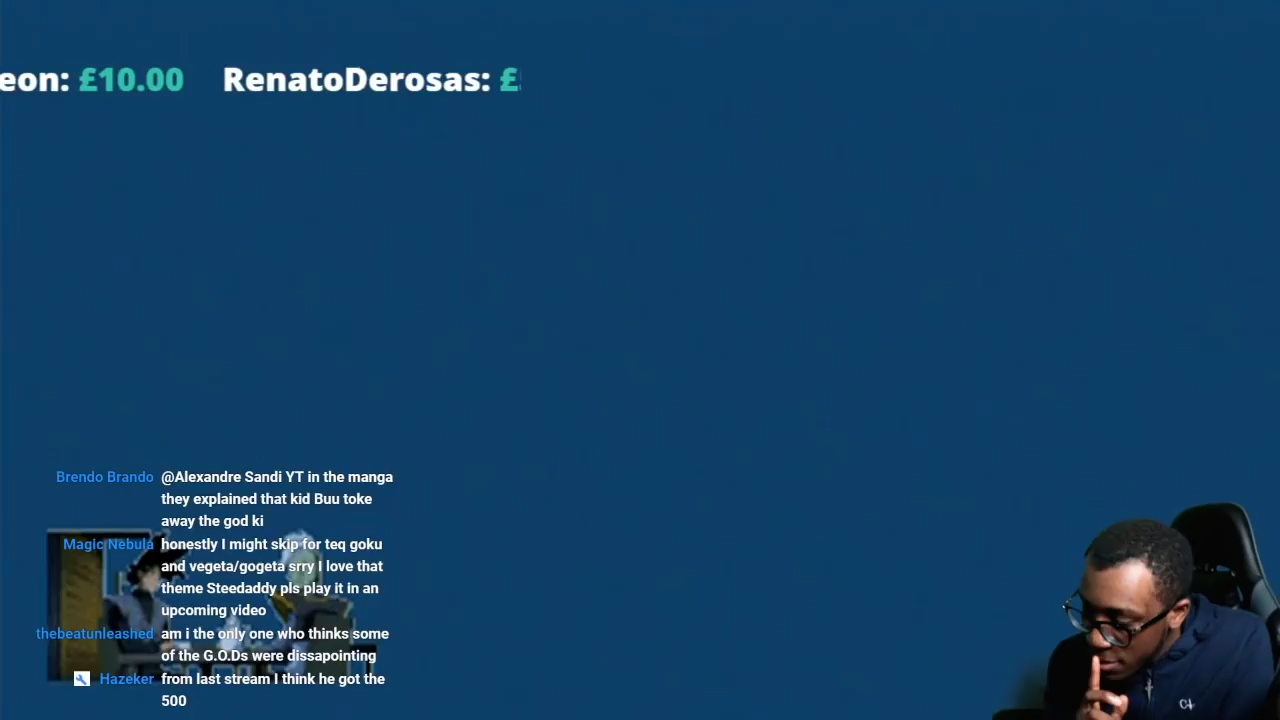 eon: £10.00 RenatoDerosas: £
Brendo Brando @Alexandre Sandi YT in the manga
they explained that kid Buu toke
away the god ki
Magic Nebula honestly I might skip for teq goku
and vegeta/gogeta srry I love that
theme Steedaddy pls play it in an
upcoming video
thebeatunleashed am i the only one who thinks some
of the G.O.Ds were dissapointing
Hazeker from last stream I think he got the
500